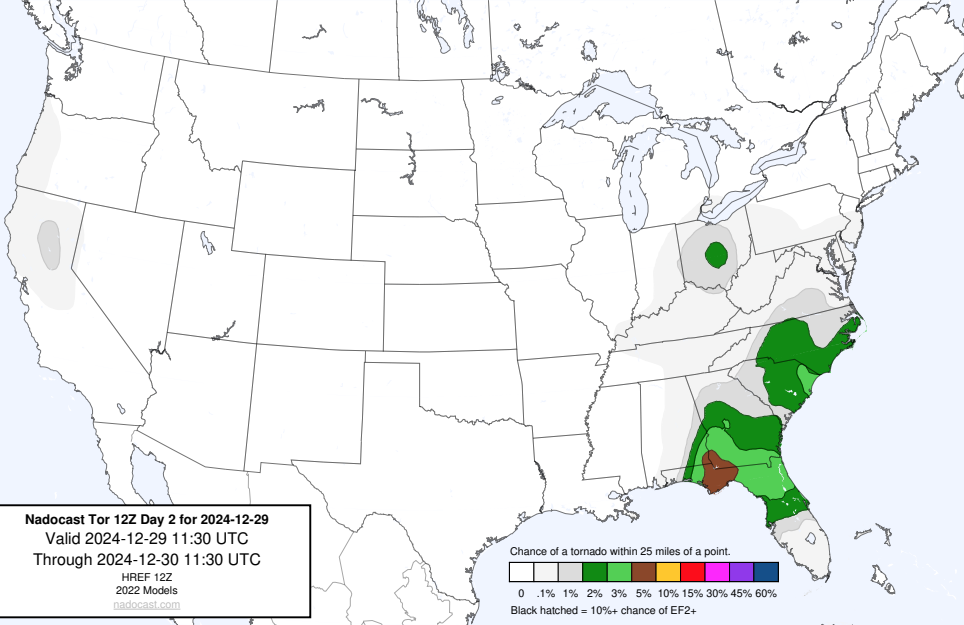 Nadocast Tor 12Z Day 2 for 2024-12-29
Valid 2024-12-29 11:30 UTC
Through 2024-12-30 11:30 UTC
HREF 12Z
2022 Models
nadocast.com
Chance of a tornado within 25 miles of a point.
0 .1% 1% 2% 3% 5% 10% 15% 30% 45% 60%
Black hatched = 10%+ chance of EF2+